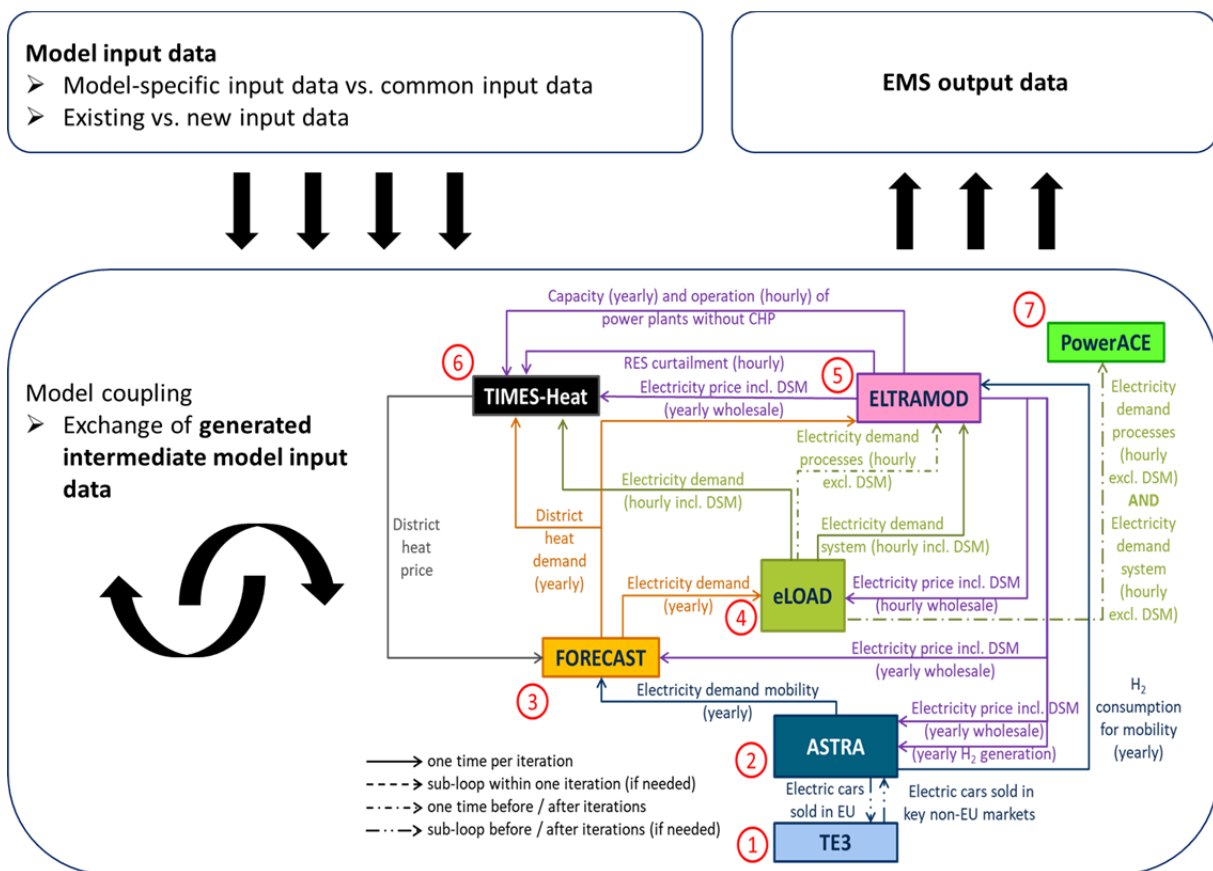 Model input data
➢ Model-specific input data vs. common input data
➢ Existing vs. new input data
EMS output data
Model coupling
➢ Exchange of generated
intermediate model input
data
Capacity (yearly) and operation (hourly) of
power plants without CHP
7
PowerACE
6
RES curtailment (hourly)
5
TIMES-Heat
Electricity price incl. DSM
(yearly wholesale)
ELTRAMOD
Electricity
demand
processes
(hourly
excl. DSM)
AND
Electricity
demand
system
(hourly
excl. DSM)
Electricity demand
processes (hourly
excl. DSM)
Electricity demand
(hourly incl. DSM)
District
heat
price
District
heat
demand
(yearly)
Electricity demand
system (hourly incl. DSM)
Electricity demand
(yearly)
eLOAD
4
Electricity price incl. DSM
(hourly wholesale)
FORECAST
3
Electricity price incl. DSM
(yearly wholesale)
Electricity demand mobility
(yearly)
H2
consumption
for mobility
(yearly)
Electricity price incl. DSM
(yearly wholesale)
(yearly H2 generation)
ASTRA
2
one time per iteration
sub-loop within one iteration (if needed)
one time before / after iterations
sub-loop before / after iterations (if needed)
Electric cars
sold in EU
Electric cars sold in
key non-EU markets
1
TE3